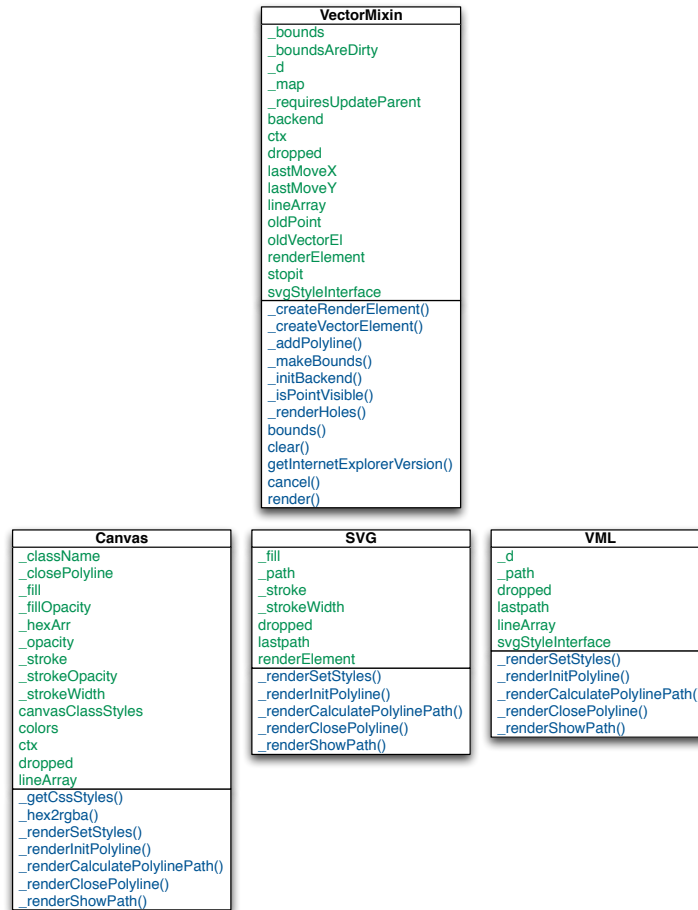 VectorMixin
_bounds
_boundsAreDirty
_d
_map
_requiresUpdateParent
backend
ctx
dropped
lastMoveX
lastMoveY
lineArray
oldPoint
oldVectorEl
renderElement
stopit
svgStyleInterface
_createRenderElement()
_createVectorElement()
_addPolyline()
_makeBounds()
_initBackend()
_isPointVisible()
_renderHoles()
bounds()
clear()
getInternetExplorerVersion()
cancel()
render()
Canvas
_className
_closePolyline
_fill
_fillOpacity
_hexArr
_opacity
_stroke
_strokeOpacity
_strokeWidth
canvasClassStyles
colors
ctx
dropped
lineArray
_getCssStyles()
_hex2rgba()
_renderSetStyles()
_renderInitPolyline()
_renderCalculatePolylinePath()
_renderClosePolyline()
_renderShowPath()
SVG
_fill
_path
_stroke
_strokeWidth
dropped
lastpath
renderElement
_renderSetStyles()
_renderInitPolyline()
_renderCalculatePolylinePath()
_renderClosePolyline()
_renderShowPath()
VML
_d
_path
dropped
lastpath
lineArray
svgStyleInterface
_renderSetStyles()
_renderInitPolyline()
_renderCalculatePolylinePath()
_renderClosePolyline()
_renderShowPath()